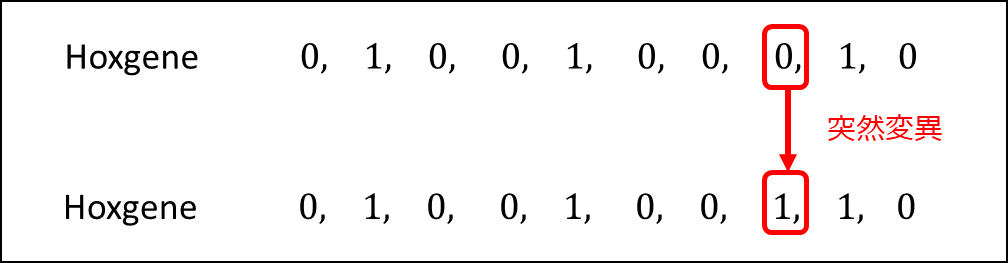 Hoxgene 0, 1, 0, 0, 1, 0, 0, 0, 1, 0
突然変異
Hoxgene 0, 1, 0, 0, 1, 0, 0, 1, 1, 0